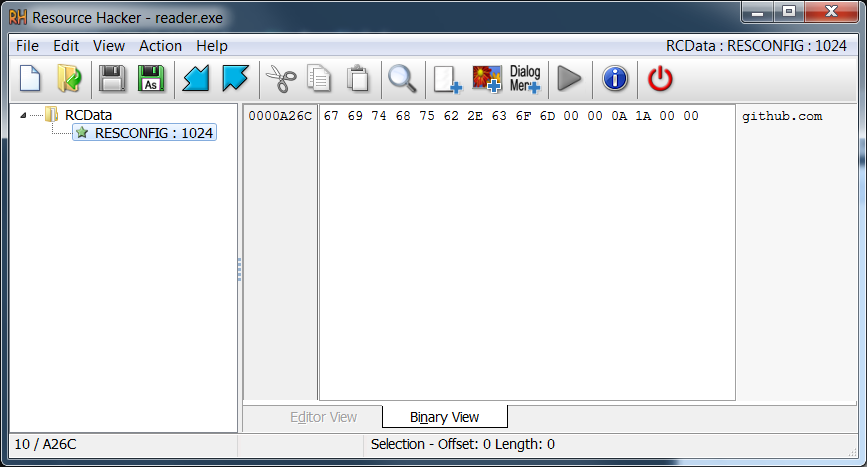 Resource Hacker - reader.exe
File Edit View Action Help RCData : RESCONFIG : 1024
As Dialog Menu
RCData
RESCONFIG : 1024
0000A26C 67 69 74 68 75 62 2E 63 6F 6D 00 00 0A 1A 00 00 github.com
Editor View Binary View
10 / A26C Selection - Offset: 0 Length: 0